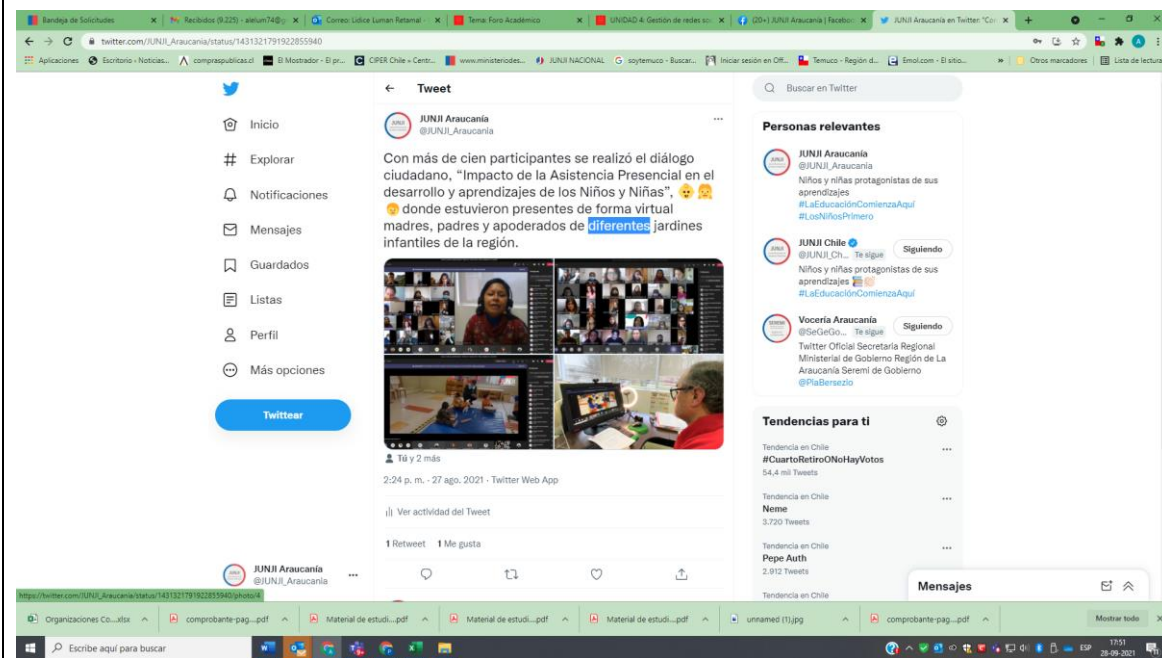 Bandeja de Solicitudes
Recibidos (9.225) - aielum74@g
Correo: Lidice Luman Retamal -
Tema: Foro Académico
UNIDAD 4: Gestión de redes so
(20+) JUNJI Araucanía | Faceboo
JUNJI Araucanía en Twitter: "Con
twitter.com/JUNJI_Araucania/status/1431321791922855940
Aplicaciones
Escritorio ‹ Noticias...
compraspublicas.cl
El Mostrador - El pr...
CIPER Chile » Centr...
www.ministeriodes...
JUNJI NACIONAL
soytemuco - Buscar...
Iniciar sesión en Off...
Temuco - Región d...
Emol.com - El sitio...
»
Otros marcadores
Lista de lectura
Inicio
Explorar
Notificaciones
Mensajes
Guardados
Listas
Perfil
Más opciones
Twittear
JUNJI Araucanía
@JUNJI_Araucania
← Tweet
JUNJI Araucanía
@JUNJI_Araucania
Con más de cien participantes se realizó el diálogo
ciudadano, “Impacto de la Asistencia Presencial en el
desarrollo y aprendizajes de los Niños y Niñas”, 👶 👧
👦 donde estuvieron presentes de forma virtual
madres, padres y apoderados de diferentes jardines
infantiles de la región.
Tú y 2 más
2:24 p. m. · 27 ago. 2021 · Twitter Web App
Ver actividad del Tweet
1 Retweet 1 Me gusta
Buscar en Twitter
Personas relevantes
JUNJI Araucanía
@JUNJI_Araucania
Niños y niñas protagonistas de sus
aprendizajes
#LaEducaciónComienzaAquí
#LosNiñosPrimero
JUNJI Chile
@JUNJI_Ch... Te sigue
Siguiendo
Niños y niñas protagonistas de sus
aprendizajes
#LaEducaciónComienzaAquí
Vocería Araucanía
@SeGeGo... Te sigue
Siguiendo
Twitter Oficial Secretaría Regional
Ministerial de Gobierno Región de La
Araucanía Seremi de Gobierno
@PiaBersezio
Tendencias para ti
Tendencia en Chile
#CuartoRetiroONoHayVotos
54,4 mil Tweets
Tendencia en Chile
Neme
3.720 Tweets
Tendencia en Chile
Pepe Auth
2.912 Tweets
Tendencia en Chile
Mensajes
https://twitter.com/JUNJI_Araucania/status/1431321791922855940/photo/4
Organizaciones Co....xlsx
comprobante-pag....pdf
Material de estudi....pdf
Material de estudi....pdf
Material de estudi....pdf
unnamed (1).jpg
comprobante-pag....pdf
Mostrar todo
Escribe aquí para buscar
ESP
17:51
28-09-2021